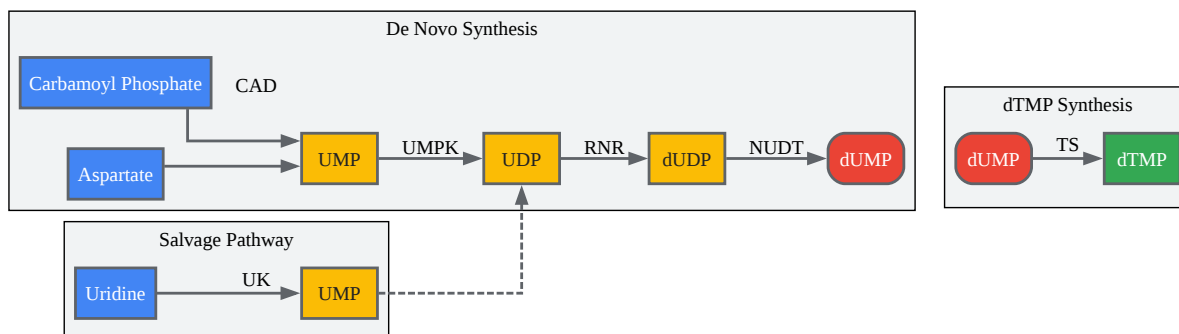 De Novo Synthesis
Carbamoyl Phosphate
CAD
Aspartate
UMP
UMPK
UDP
RNR
dUDP
NUDT
dUMP
Salvage Pathway
Uridine
UK
UMP
dTMP Synthesis
dUMP
TS
dTMP